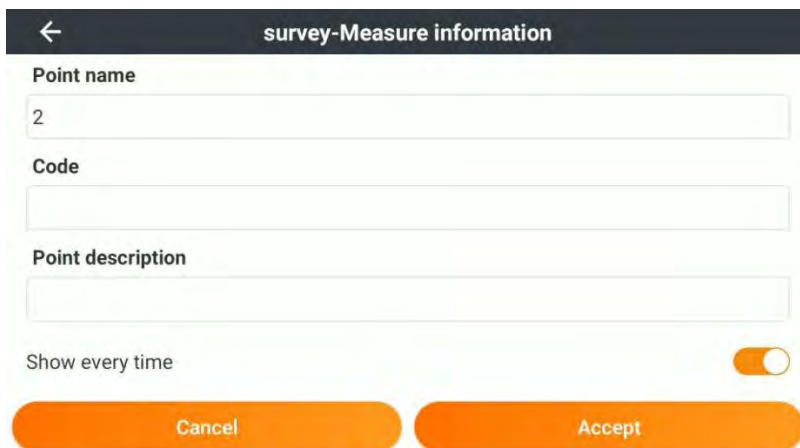 survey-Measure information
Point name
2
Code
Point description
Show every time
Cancel Accept